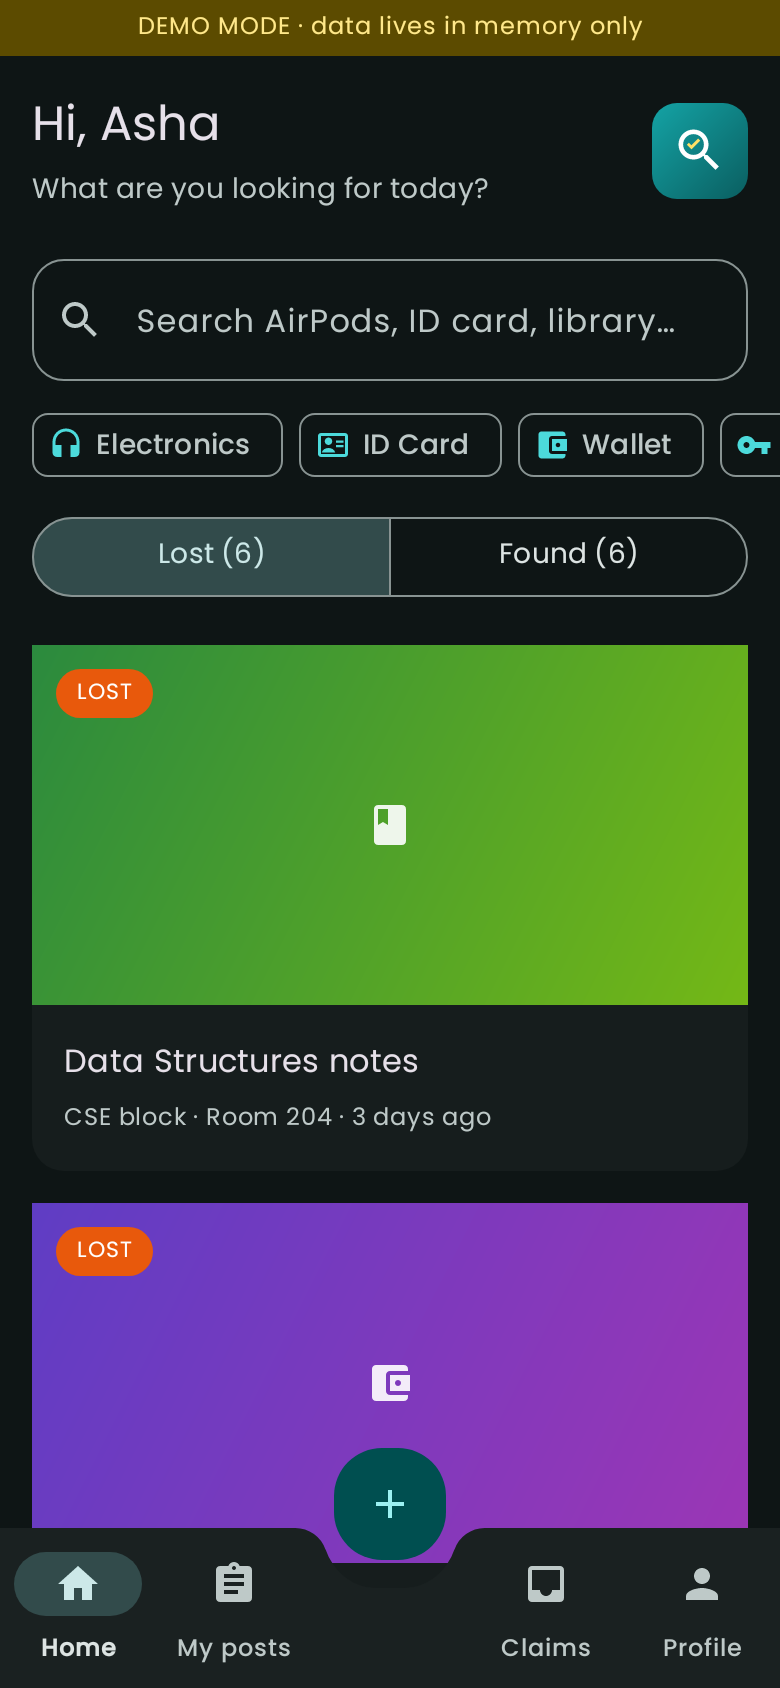 DEMO MODE · data lives in memory only
Hi, Asha
What are you looking for today?
Search AirPods, ID card, library…
Electronics
ID Card
Wallet
Lost (6)
Found (6)
LOST
Data Structures notes
CSE block · Room 204 · 3 days ago
LOST
Home
My posts
Claims
Profile